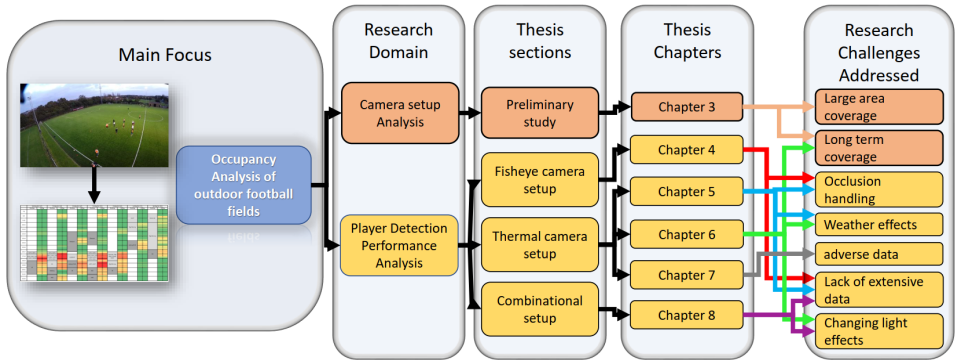 Main Focus
Occupancy
Analysis of
outdoor football
fields
Research
Domain
Camera setup
Analysis
Player Detection
Performance
Analysis
Thesis
sections
Preliminary
study
Fisheye camera
setup
Thermal camera
setup
Combinational
setup
Thesis
Chapters
Chapter 3
Chapter 4
Chapter 5
Chapter 6
Chapter 7
Chapter 8
Research
Challenges
Addressed
Large area
coverage
Long term
coverage
Occlusion
handling
Weather effects
adverse data
Lack of extensive
data
Changing light
effects